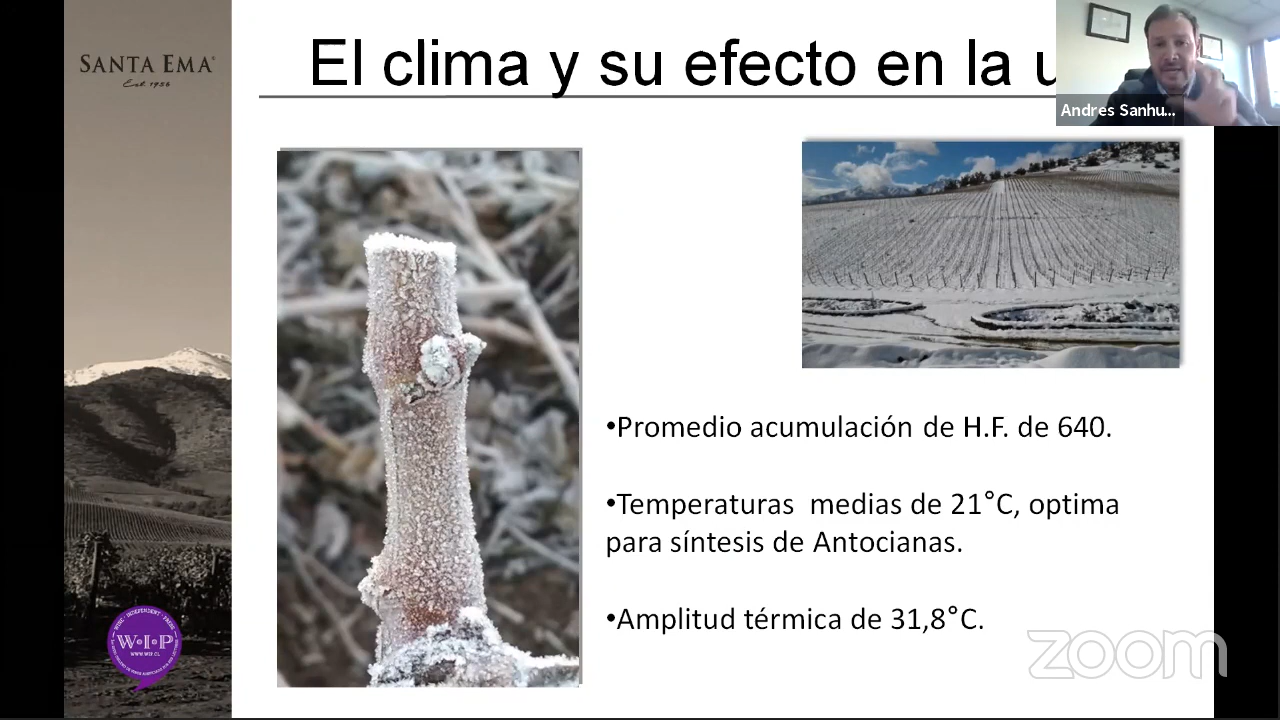 SANTA EMA®
Est. 1956
El clima y su efecto en la u
Andres Sanhu...
•Promedio acumulación de H.F. de 640.
•Temperaturas  medias de 21°C, optima
para síntesis de Antocianas.
•Amplitud térmica de 31,8°C.
W·I·P
WWW.WIP.CL
zoom